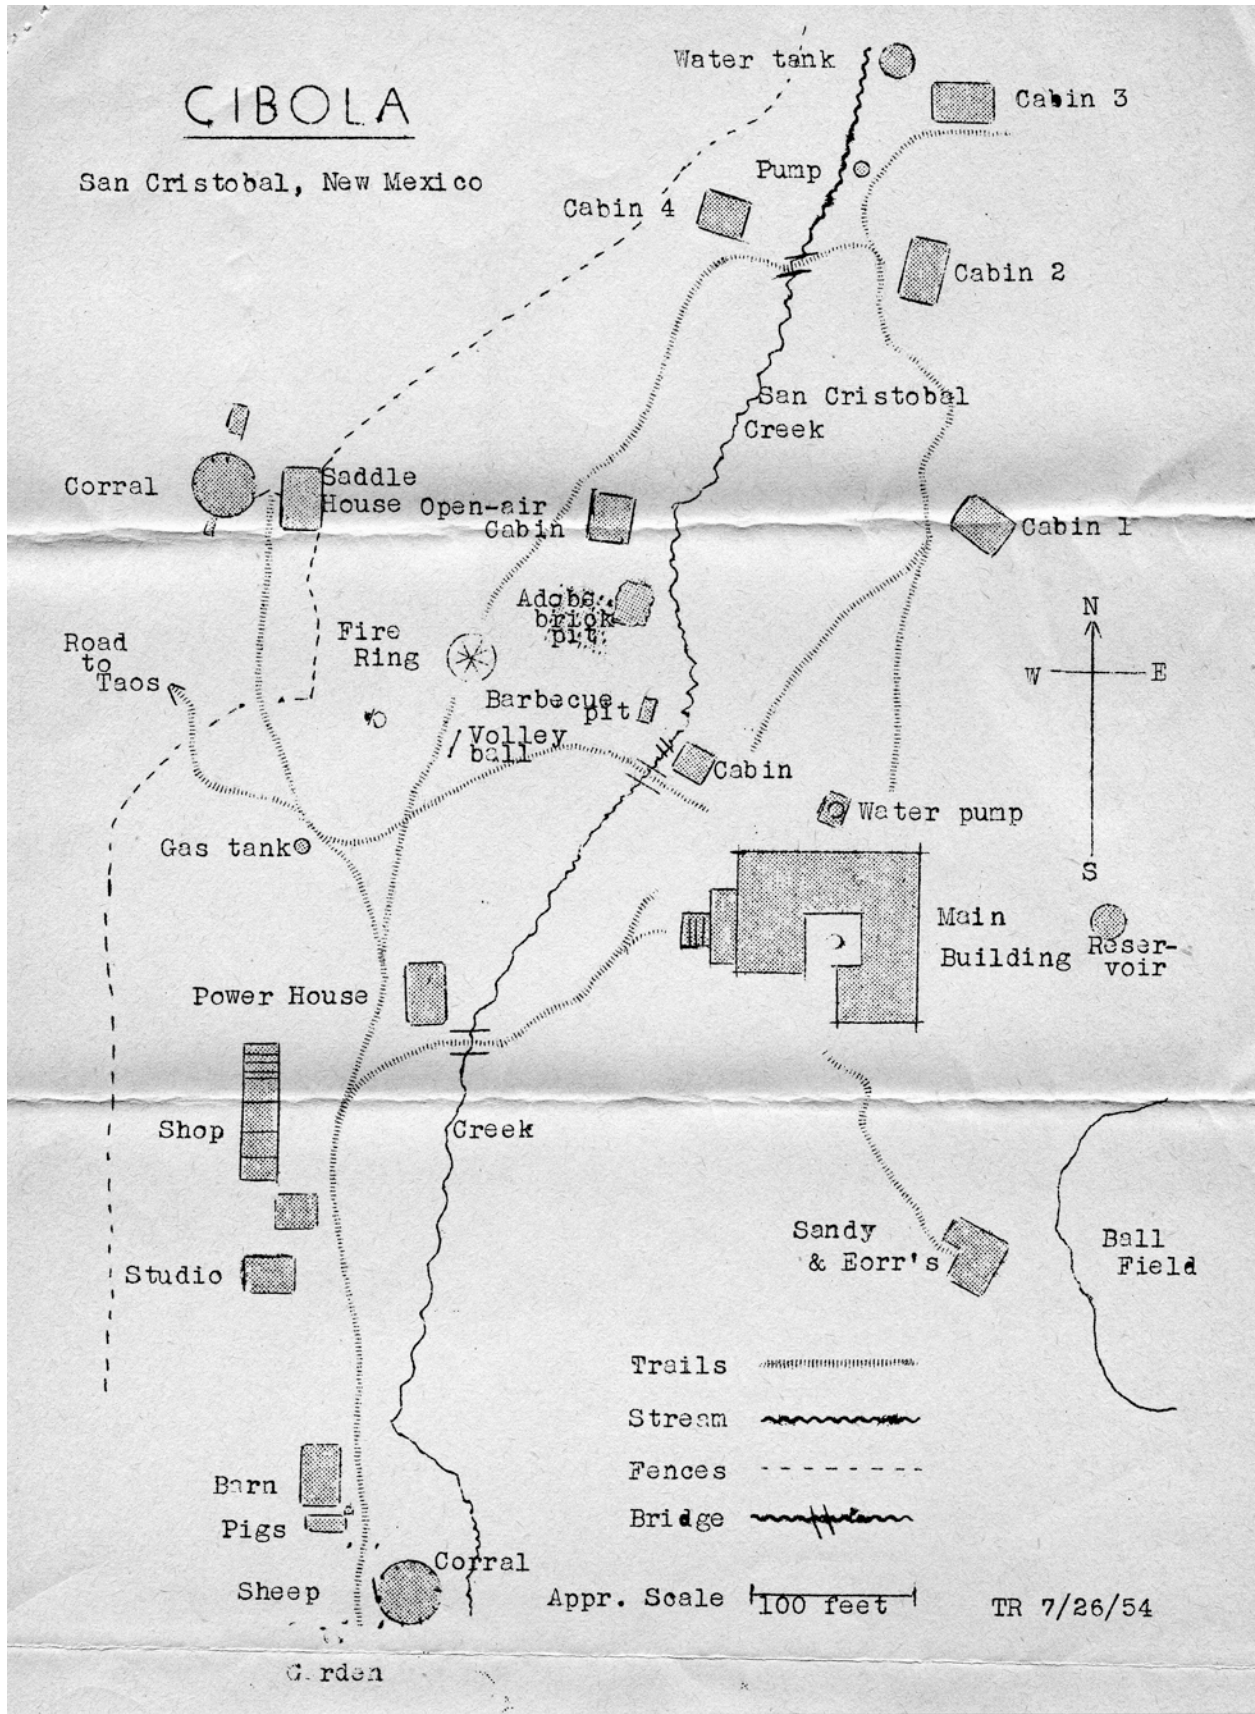 CIBOLA
San Cristobal, New Mexico
Water tank
Cabin 3
Pump
Cabin 4
Cabin 2
San Cristobal
Creek
Corral
Saddle
House
Open-air
Cabin
Cabin 1
Adobe
brick
pit
Fire
Ring
Road
to
Taos
N
W
E
S
Barbecue
pit
Volley
ball
Cabin
Water pump
Gas tank
Main
Building
Reser-
voir
Power House
Shop
Creek
Sandy
& Eorr's
Ball
Field
Studio
Trails
Stream
Fences
Bridge
Barn
Pigs
Corral
Sheep
Appr. Scale
100 feet
TR 7/26/54
G rden